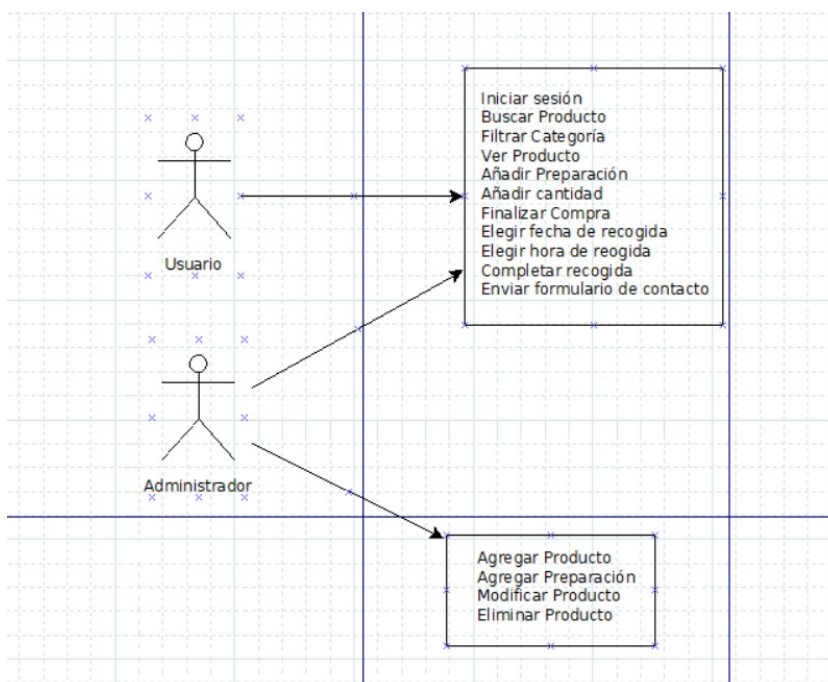 Iniciar sesión
Buscar Producto
Filtrar Categoría
Ver Producto
Añadir Preparación
Añadir cantidad
Finalizar Compra
Elegir fecha de recogida
Elegir hora de reogida
Completar recogida
Enviar formulario de contacto
Usuario
Administrador
Agregar Producto
Agregar Preparación
Modificar Producto
Eliminar Producto